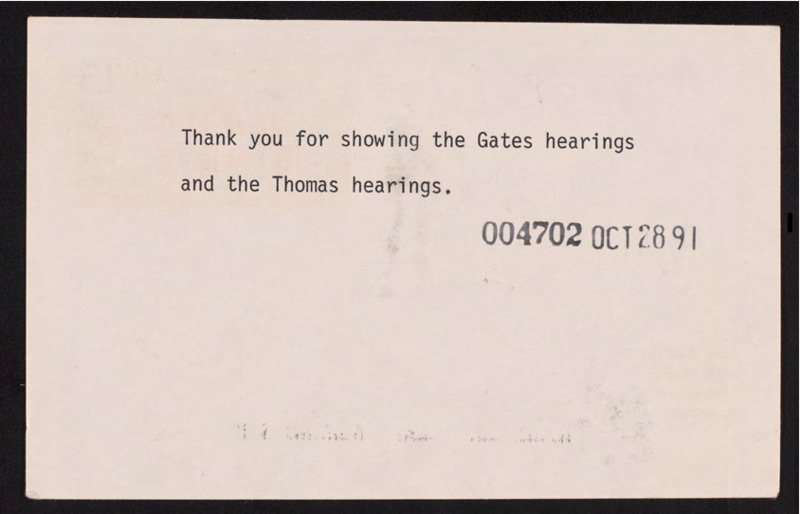 Thank you for showing the Gates hearings
and the Thomas hearings.
004702 OCT 28 91